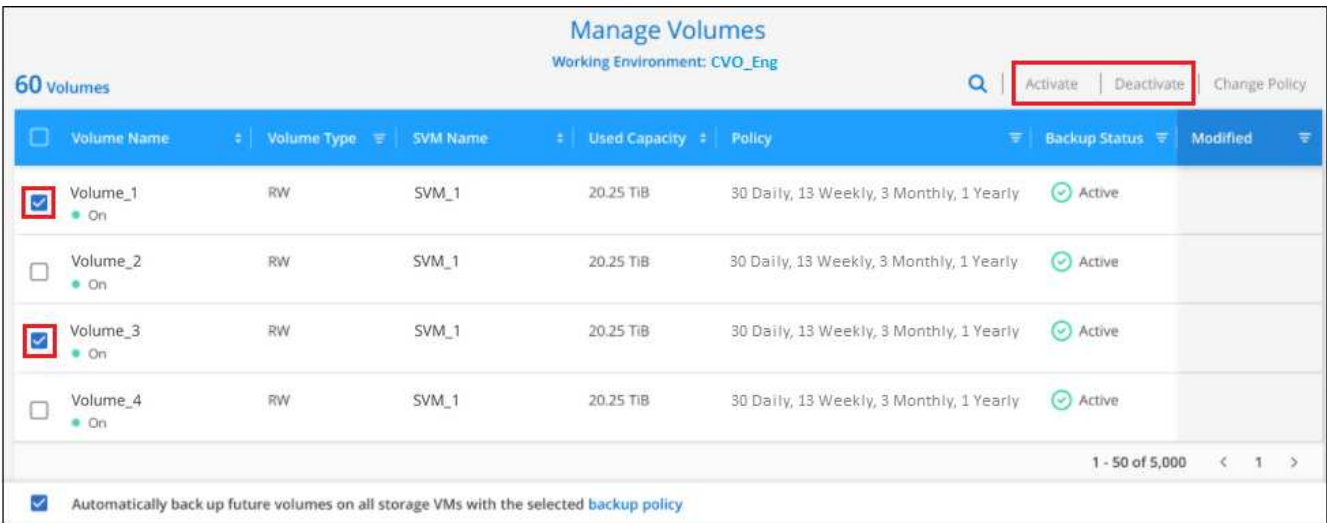 Manage Volumes
Working Environment: CVO_Eng
60 Volumes
Activate | Deactivate | Change Policy
Volume Name Volume Type SVM Name Used Capacity Policy Backup Status Modified
Volume_1 RW SVM_1 20.25 TiB 30 Daily, 13 Weekly, 3 Monthly, 1 Yearly Active
On
Volume_2 RW SVM_1 20.25 TiB 30 Daily, 13 Weekly, 3 Monthly, 1 Yearly Active
On
Volume_3 RW SVM_1 20.25 TiB 30 Daily, 13 Weekly, 3 Monthly, 1 Yearly Active
On
Volume_4 RW SVM_1 20.25 TiB 30 Daily, 13 Weekly, 3 Monthly, 1 Yearly Active
On
1 - 50 of 5,000 < 1 >
Automatically back up future volumes on all storage VMs with the selected backup policy